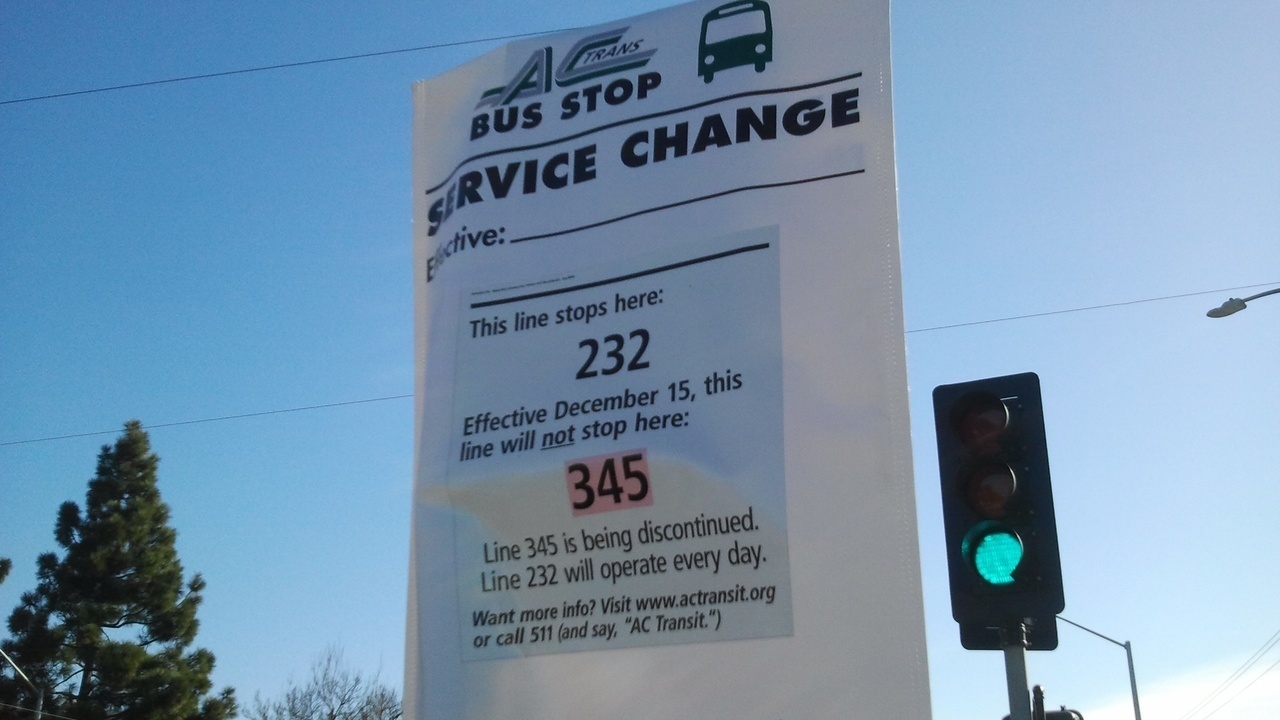 AC TRANS
BUS STOP
SERVICE CHANGE
Effective:
This line stops here:
232
Effective December 15, this
line will not stop here:
345
Line 345 is being discontinued.
Line 232 will operate every day.
Want more info? Visit www.actransit.org
or call 511 (and say, "AC Transit.")